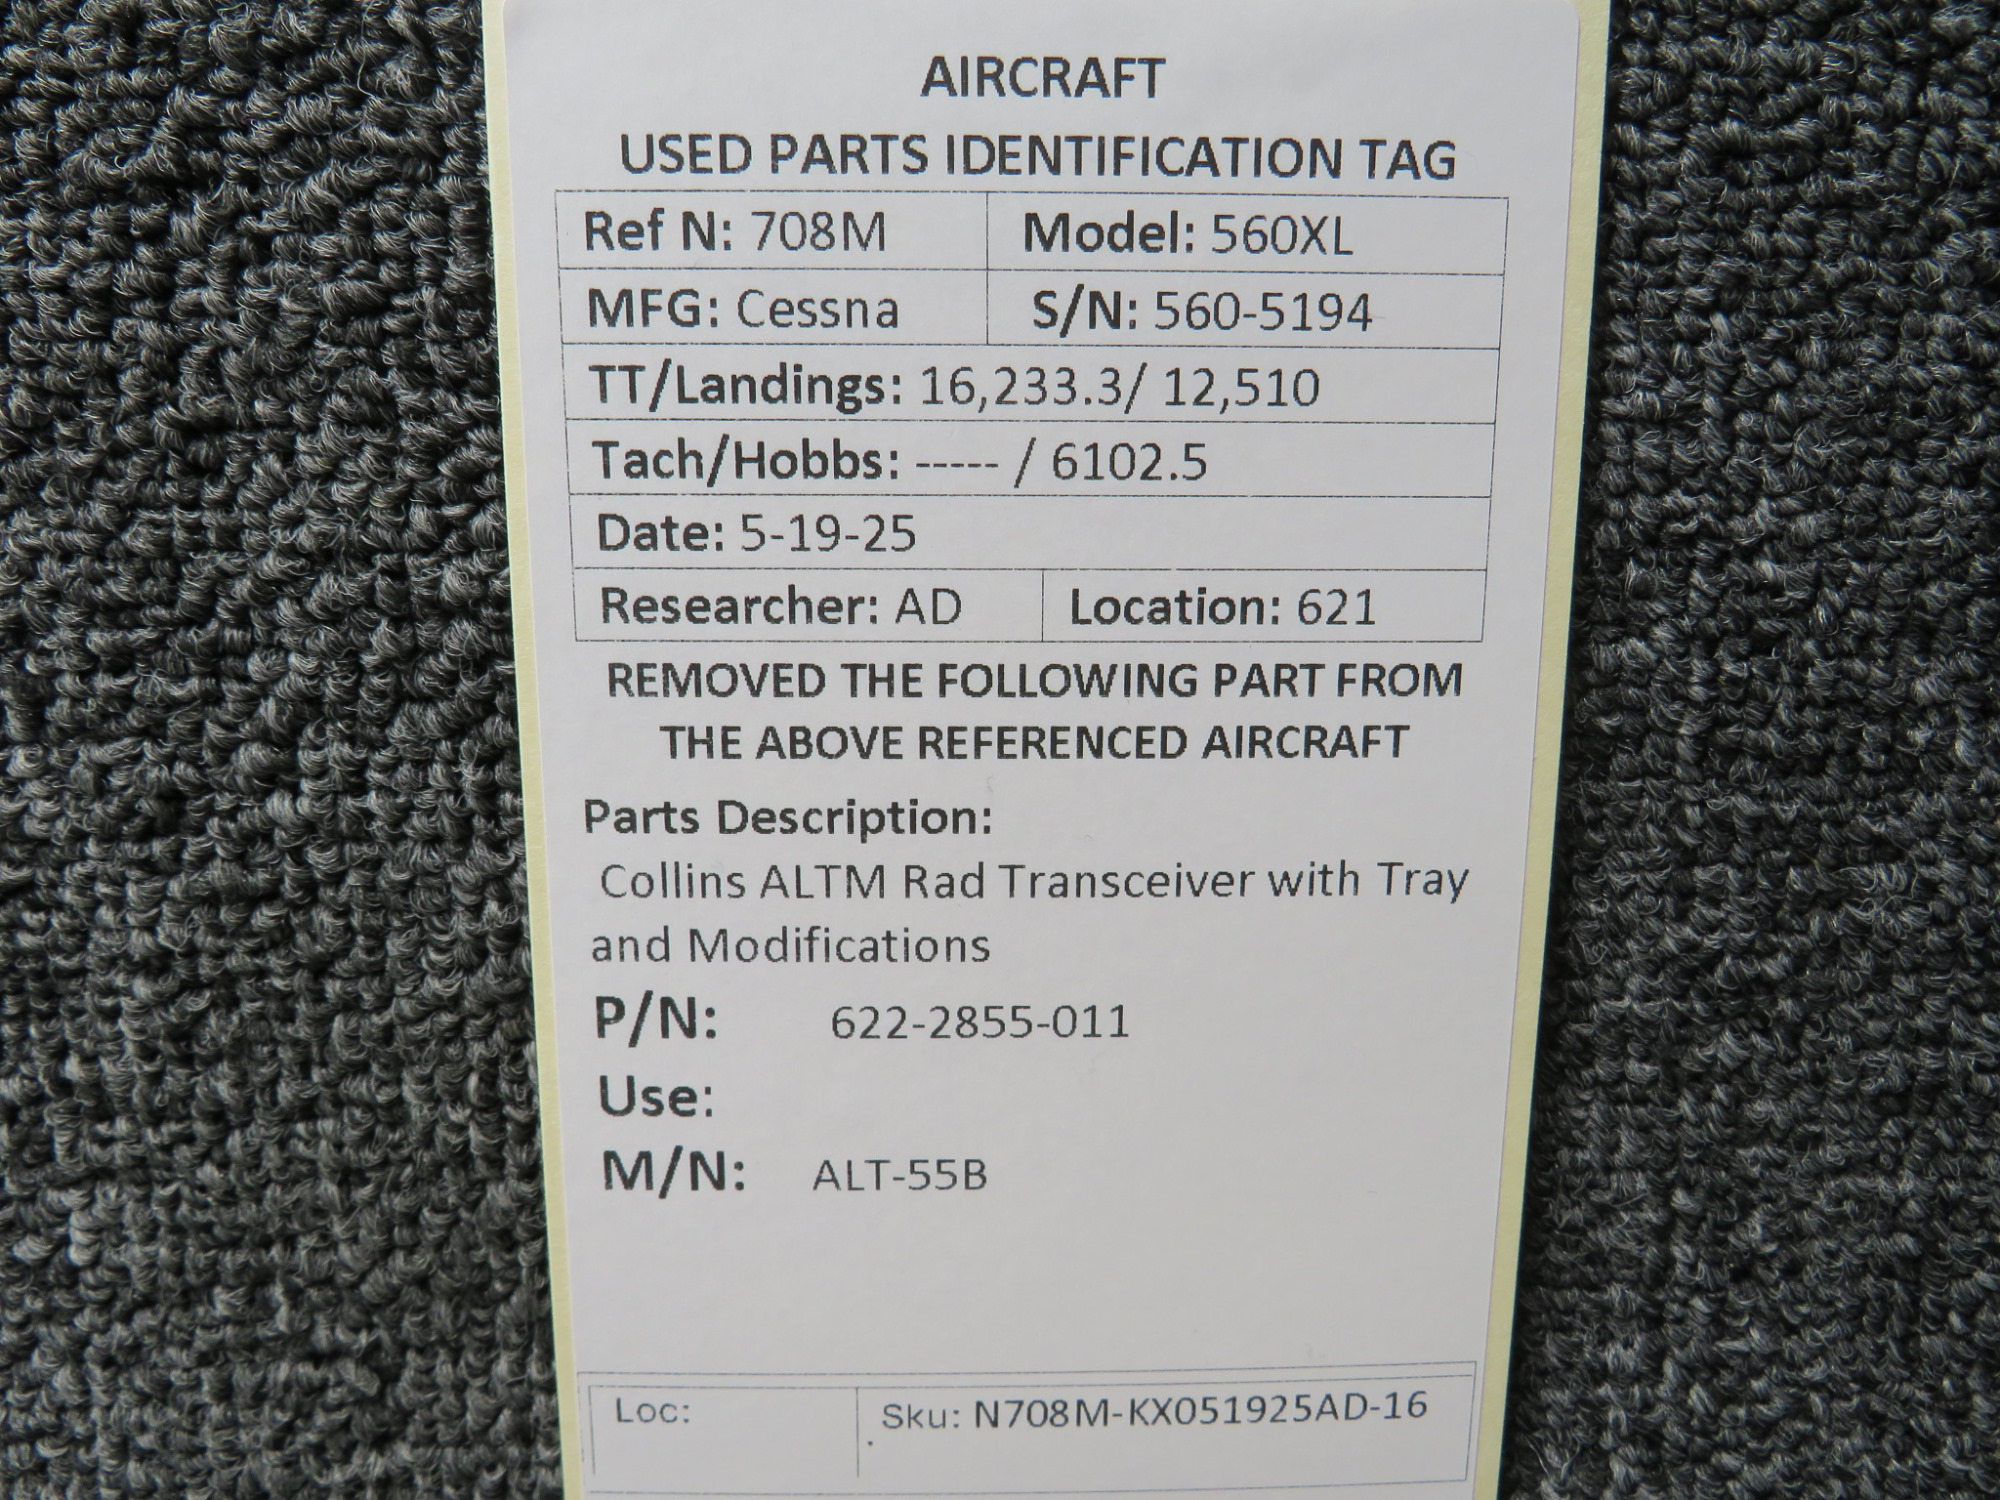 AIRCRAFT
USED PARTS IDENTIFICATION TAG
Ref N: 708M Model: 560XL
MFG: Cessna S/N: 560-5194
TT/Landings: 16,233.3/ 12,510
Tach/Hobbs: ----- / 6102.5
Date: 5-19-25
Researcher: AD Location: 621
REMOVED THE FOLLOWING PART FROM
THE ABOVE REFERENCED AIRCRAFT
Parts Description:
Collins ALTM Rad Transceiver with Tray
and Modifications
P/N: 622-2855-011
Use:
M/N: ALT-55B
Loc: Sku: N708M-KX051925AD-16